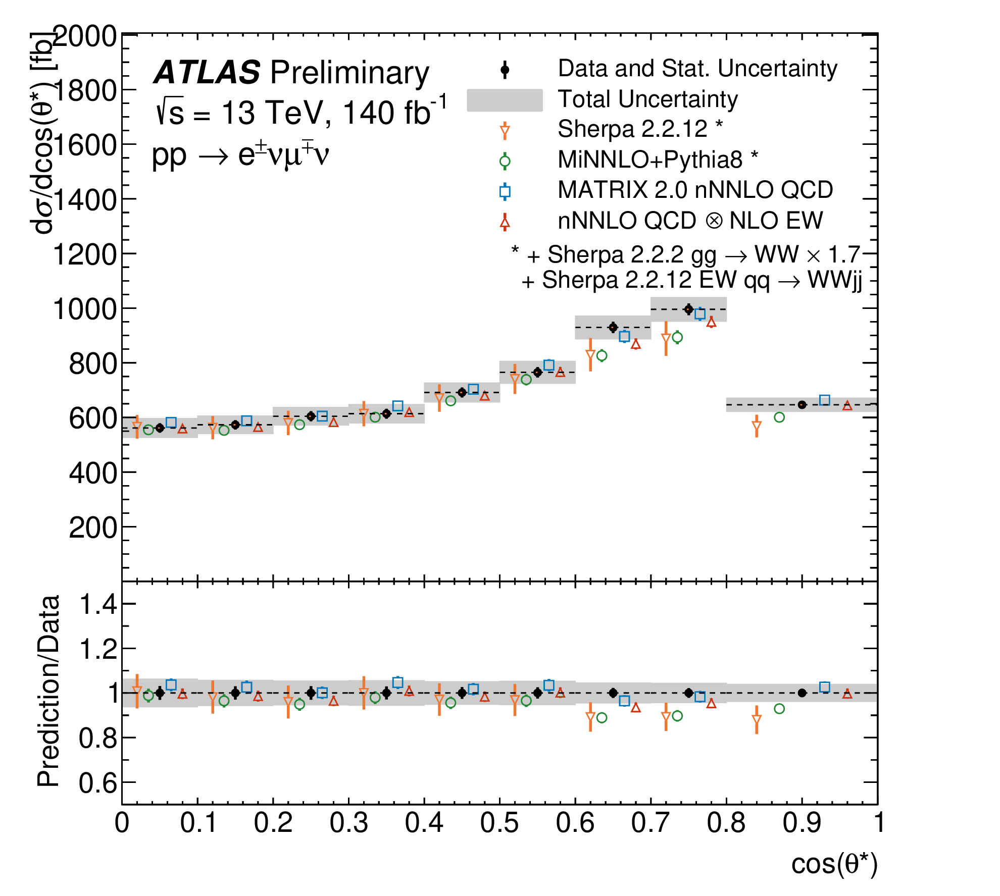 dσ/dcos(θ*) [fb]
2000
1800
1600
1400
1200
1000
800
600
400
200
ATLAS Preliminary
√s = 13 TeV, 140 fb⁻¹
pp → e±νμ∓ν
Data and Stat. Uncertainty
Total Uncertainty
Sherpa 2.2.12 *
MiNNLO+Pythia8 *
MATRIX 2.0 nNNLO QCD
nNNLO QCD ⊗ NLO EW
* + Sherpa 2.2.2 gg → WW × 1.7
+ Sherpa 2.2.12 EW qq → WWjj
Prediction/Data
1.4
1.2
1
0.8
0.6
0 0.1 0.2 0.3 0.4 0.5 0.6 0.7 0.8 0.9 1
cos(θ*)